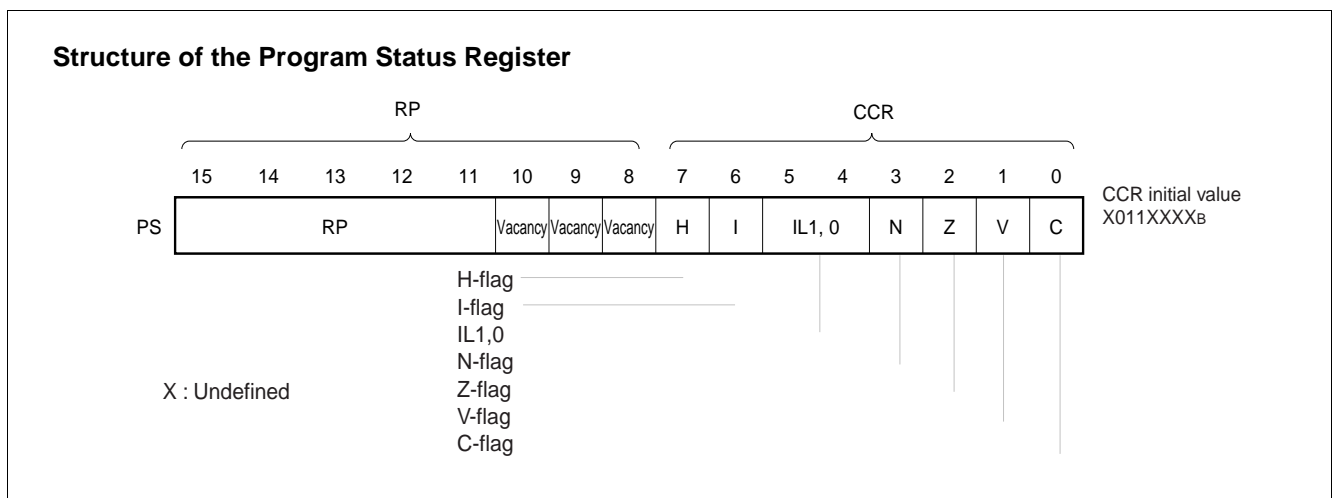 Structure of the Program Status Register
RP CCR
15 14 13 12 11 10 9 8 7 6 5 4 3 2 1 0
CCR initial value
X011XXXXB
PS RP Vacancy Vacancy Vacancy H I IL1, 0 N Z V C
H-flag
I-flag
IL1,0
N-flag
X : Undefined Z-flag
V-flag
C-flag